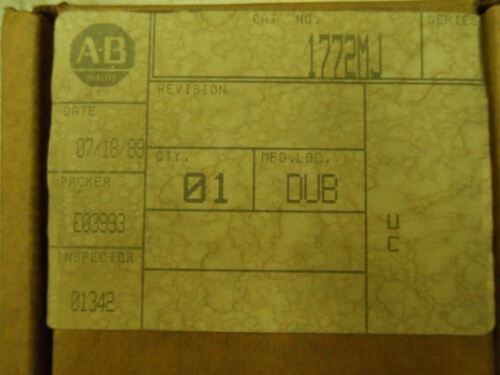 A-B
QUALITY
CAT. NO.
SERIES
1772MJ
REVISION
DATE
07/18/89
QTY.
MFG.LOC.
01
DUB
PACKER
E03993
U
C
INSPECTOR
01342